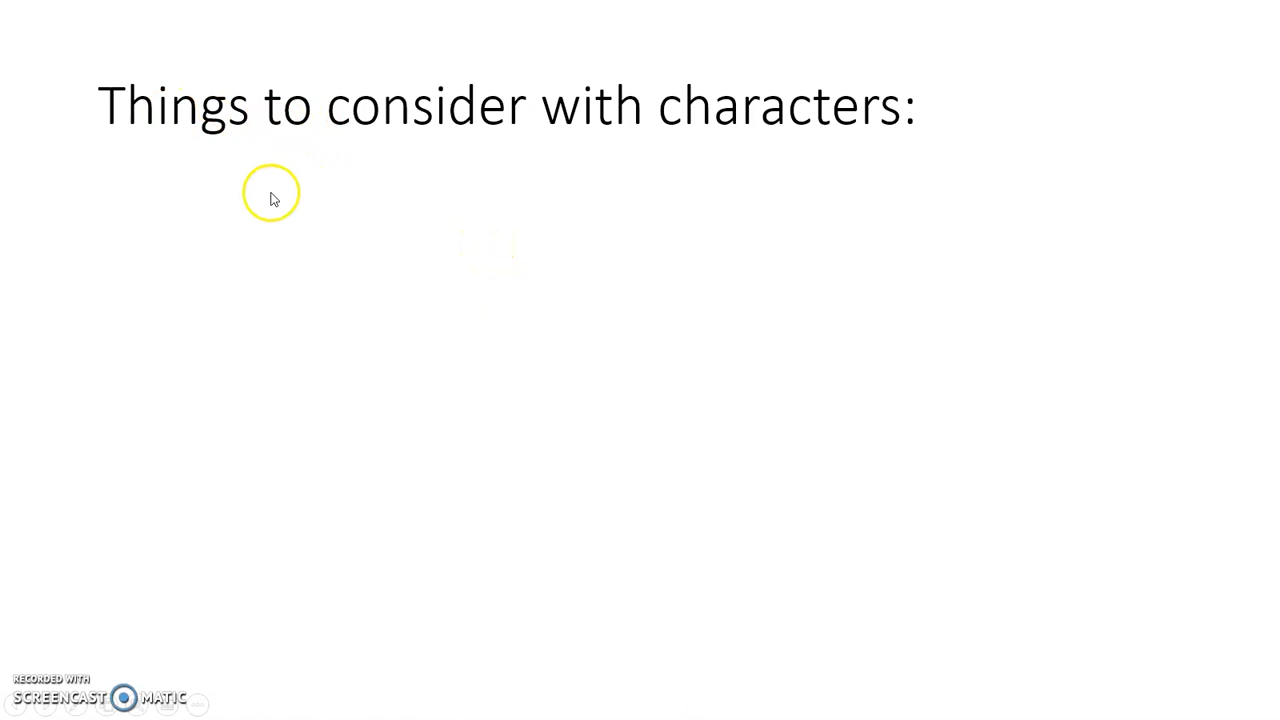 Things to consider with characters:
RECORDED WITH
SCREENCAST MATIC